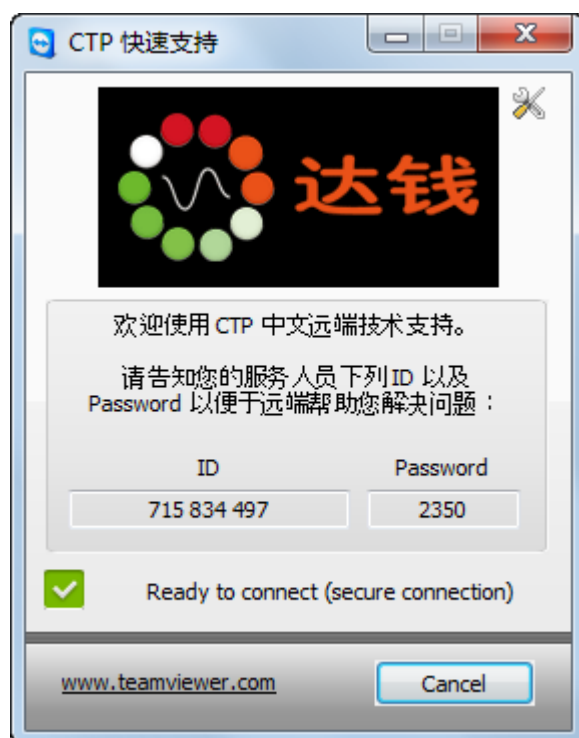 CTP 快速支持
达钱
欢迎使用 CTP 中文远端技术支持。
请告知您的服务人员下列ID 以及
Password 以便于远端帮助您解决问题：
ID
Password
715 834 497
2350
Ready to connect (secure connection)
www.teamviewer.com
Cancel